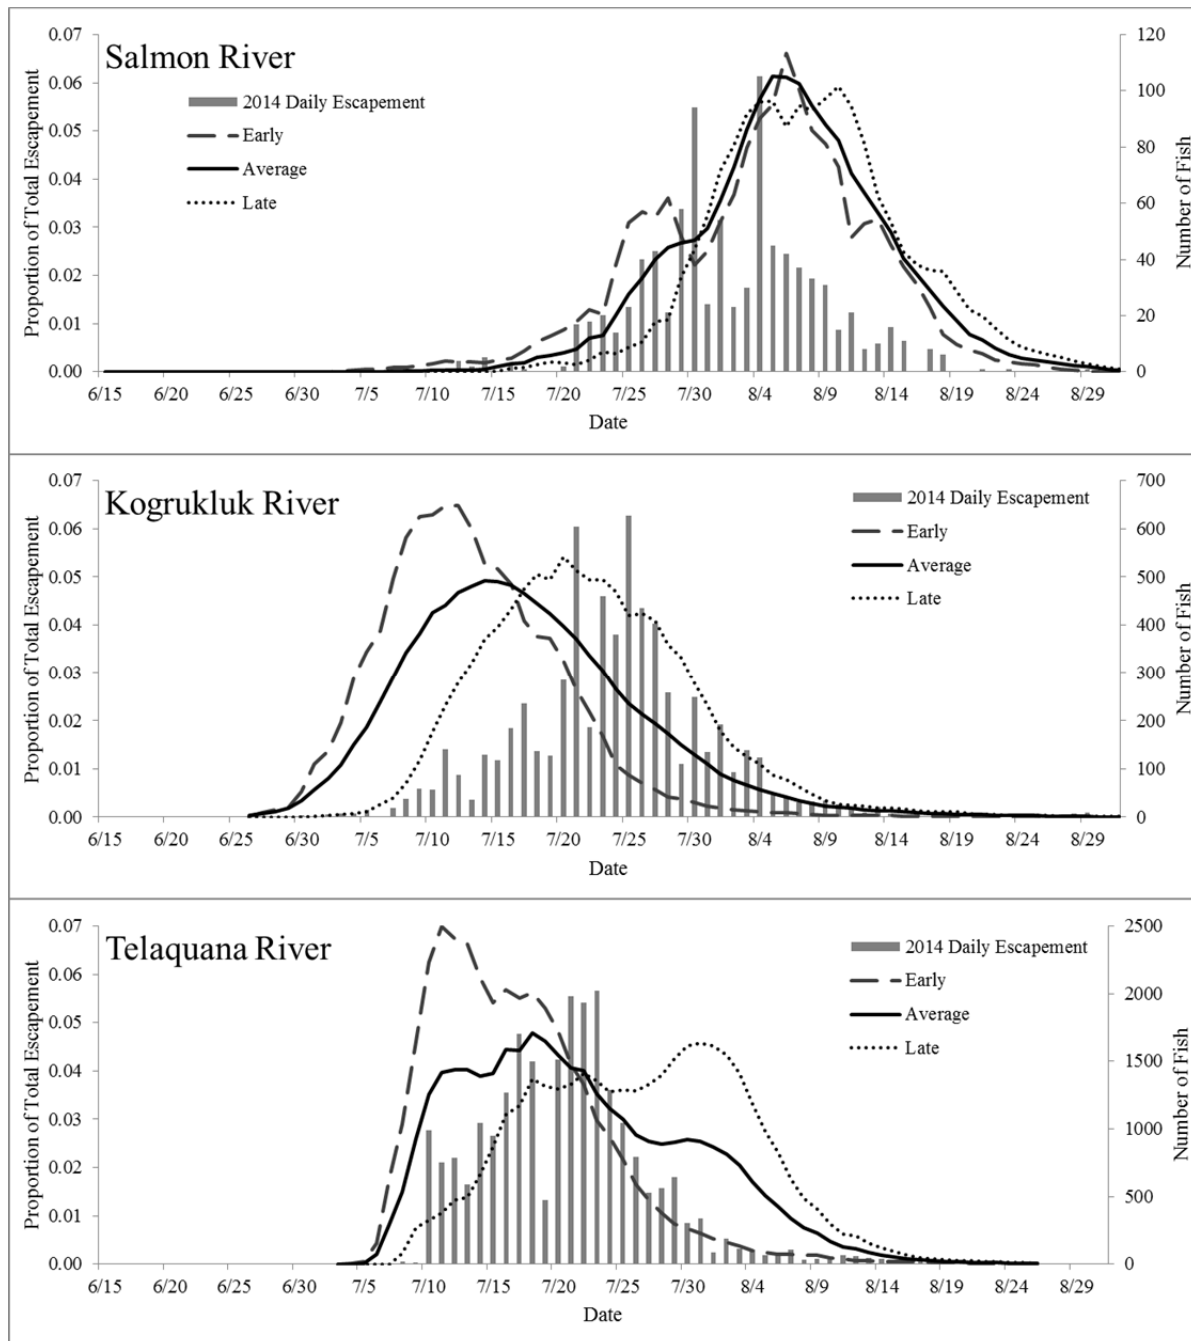 Salmon River
2014 Daily Escapement
Early
Average
Late
Proportion of Total Escapement
0.07
0.06
0.05
0.04
0.03
0.02
0.01
0.00
120
100
80
60
40
20
0
Number of Fish
6/15 6/20 6/25 6/30 7/5 7/10 7/15 7/20 7/25 7/30 8/4 8/9 8/14 8/19 8/24 8/29
Date
Kogrukluk River
2014 Daily Escapement
Early
Average
Late
Proportion of Total Escapement
0.07
0.06
0.05
0.04
0.03
0.02
0.01
0.00
700
600
500
400
300
200
100
0
Number of Fish
6/15 6/20 6/25 6/30 7/5 7/10 7/15 7/20 7/25 7/30 8/4 8/9 8/14 8/19 8/24 8/29
Date
Telaquana River
2014 Daily Escapement
Early
Average
Late
Proportion of Total Escapement
0.07
0.06
0.05
0.04
0.03
0.02
0.01
0.00
2500
2000
1500
1000
500
0
Number of Fish
6/15 6/20 6/25 6/30 7/5 7/10 7/15 7/20 7/25 7/30 8/4 8/9 8/14 8/19 8/24 8/29
Date